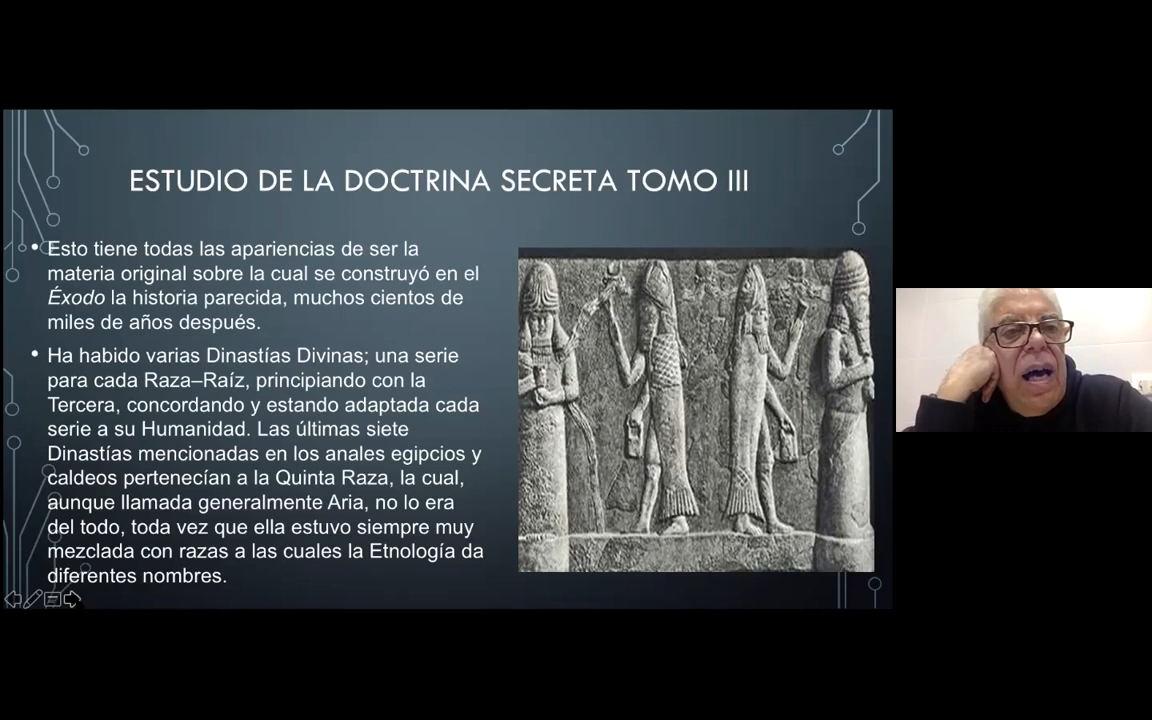 ESTUDIO DE LA DOCTRINA SECRETA TOMO III
• Esto tiene todas las apariencias de ser la
materia original sobre la cual se construyó en el
Éxodo la historia parecida, muchos cientos de
miles de años después.
• Ha habido varias Dinastías Divinas; una serie
para cada Raza–Raíz, principiando con la
Tercera, concordando y estando adaptada cada
serie a su Humanidad. Las últimas siete
Dinastías mencionadas en los anales egipcios y
caldeos pertenecían a la Quinta Raza, la cual,
aunque llamada generalmente Aria, no lo era
del todo, toda vez que ella estuvo siempre muy
mezclada con razas a las cuales la Etnología da
diferentes nombres.